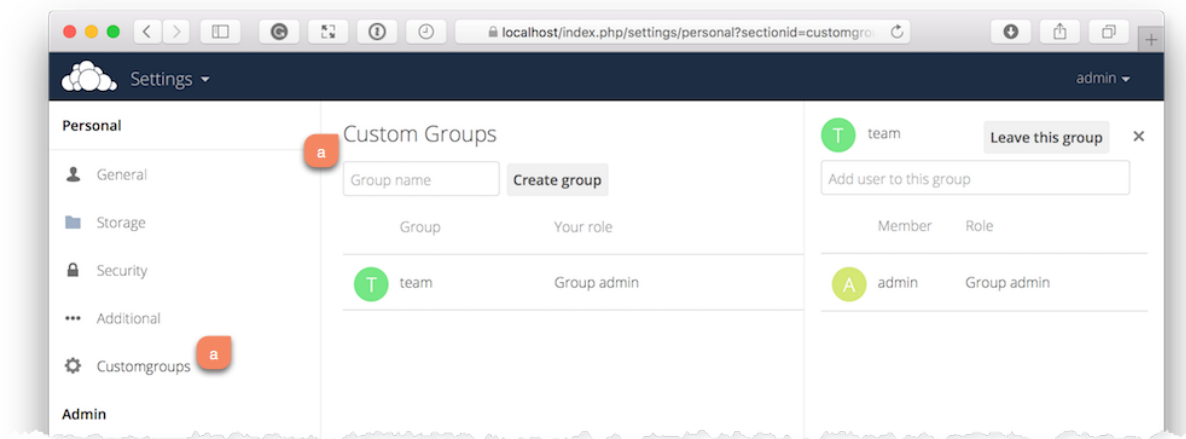 localhost/index.php/settings/personal?sectionid=customgro
Settings
admin
Personal
General
Storage
Security
Additional
Customgroups
a
Admin
a
Custom Groups
Group name
Create group
Group Your role
T team Group admin
T team
Leave this group
Add user to this group
Member Role
A admin Group admin